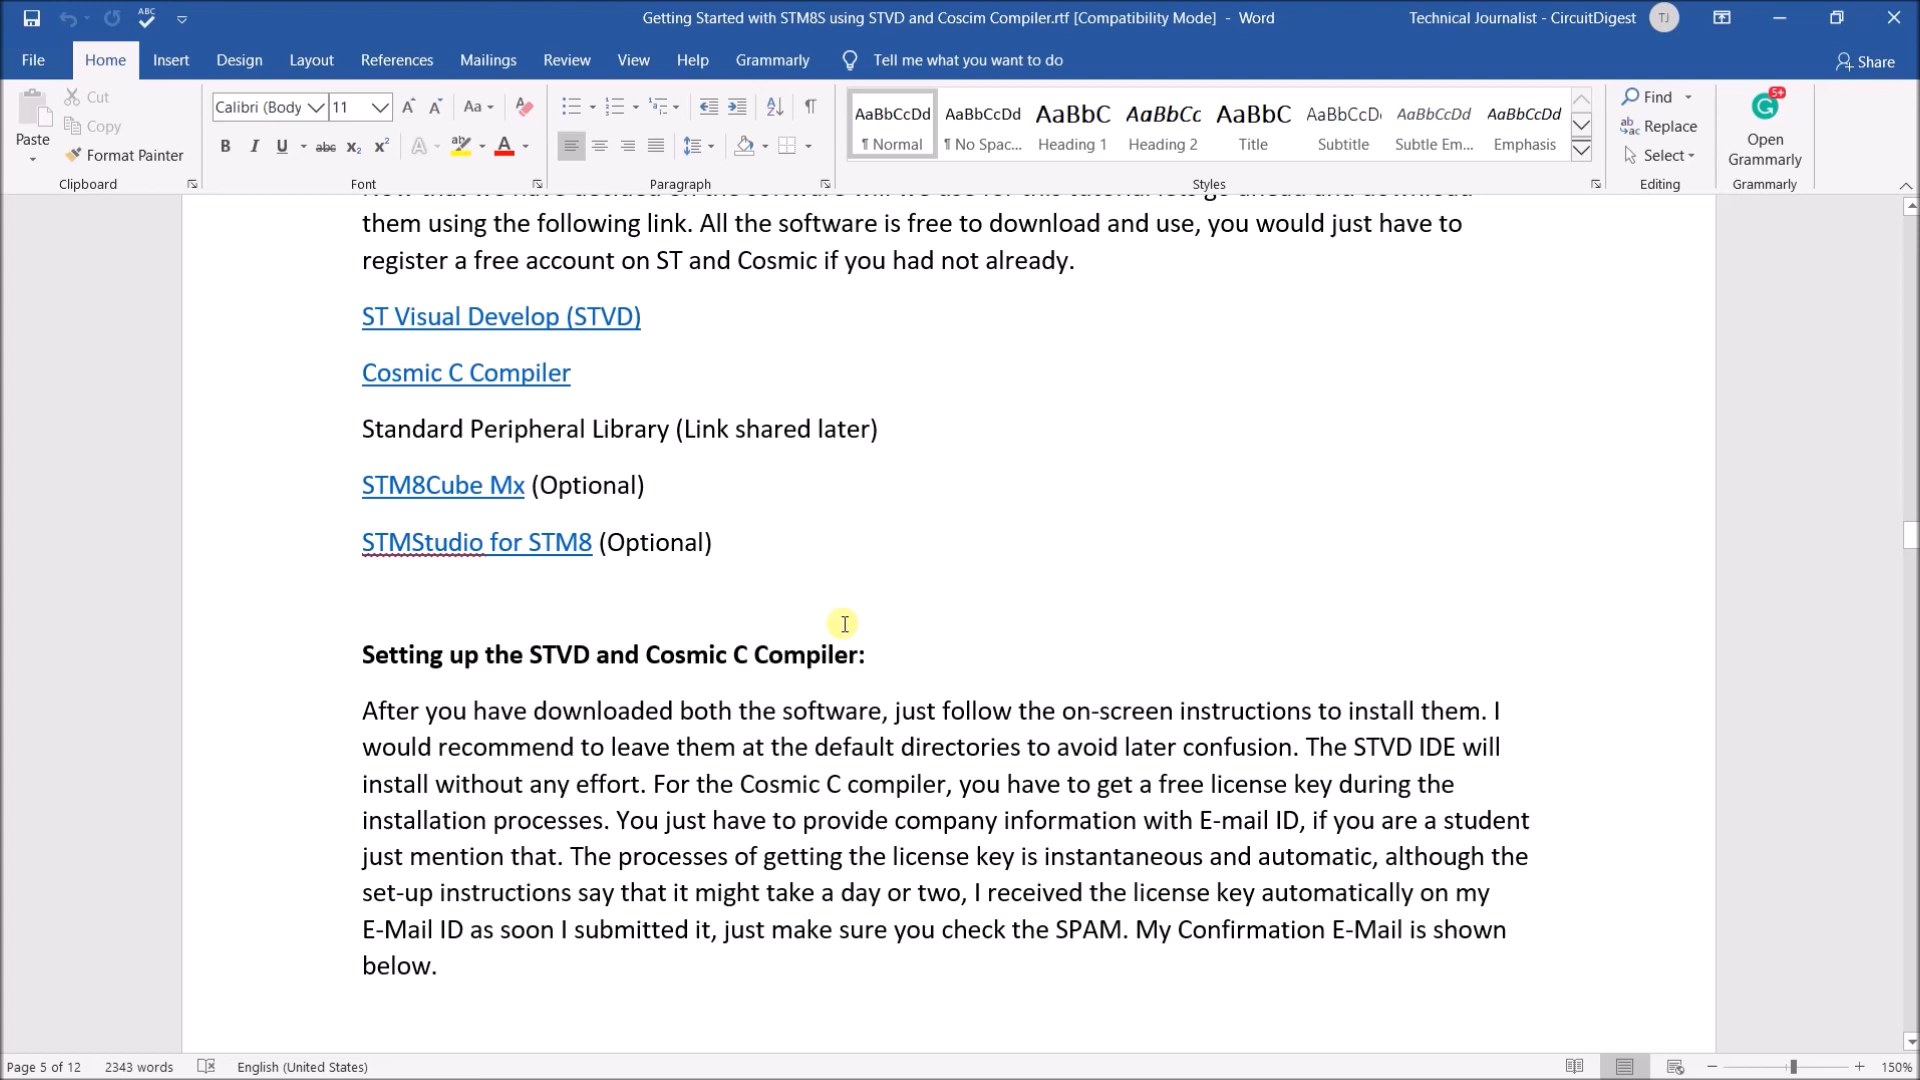 ABC
Getting Started with STM8S using STVD and Coscim Compiler.rtf [Compatibility Mode] - Word
Technical Journalist - CircuitDigest
TJ
File Home Insert Design Layout References Mailings Review View Help Grammarly Tell me what you want to do
Share
Paste
Cut
Copy
Format Painter
Clipboard
Calibri (Body
11
Aa
B I U abc x₂ x²
Font
Paragraph
AaBbCcDd ¶ Normal
AaBbCcDd ¶ No Spac...
AaBbC Heading 1
AaBbCc Heading 2
AaBbC Title
AaBbCcD Subtitle
AaBbCcDd Subtle Em...
AaBbCcDd Emphasis
Styles
Find
Replace
Select
Editing
5+
Open
Grammarly
Grammarly
them using the following link. All the software is free to download and use, you would just have to
register a free account on ST and Cosmic if you had not already.
ST Visual Develop (STVD)
Cosmic C Compiler
Standard Peripheral Library (Link shared later)
STM8Cube Mx (Optional)
STMStudio for STM8 (Optional)
Setting up the STVD and Cosmic C Compiler:
After you have downloaded both the software, just follow the on-screen instructions to install them. I
would recommend to leave them at the default directories to avoid later confusion. The STVD IDE will
install without any effort. For the Cosmic C compiler, you have to get a free license key during the
installation processes. You just have to provide company information with E-mail ID, if you are a student
just mention that. The processes of getting the license key is instantaneous and automatic, although the
set-up instructions say that it might take a day or two, I received the license key automatically on my
E-Mail ID as soon I submitted it, just make sure you check the SPAM. My Confirmation E-Mail is shown
below.
Page 5 of 12 2343 words English (United States) 150%